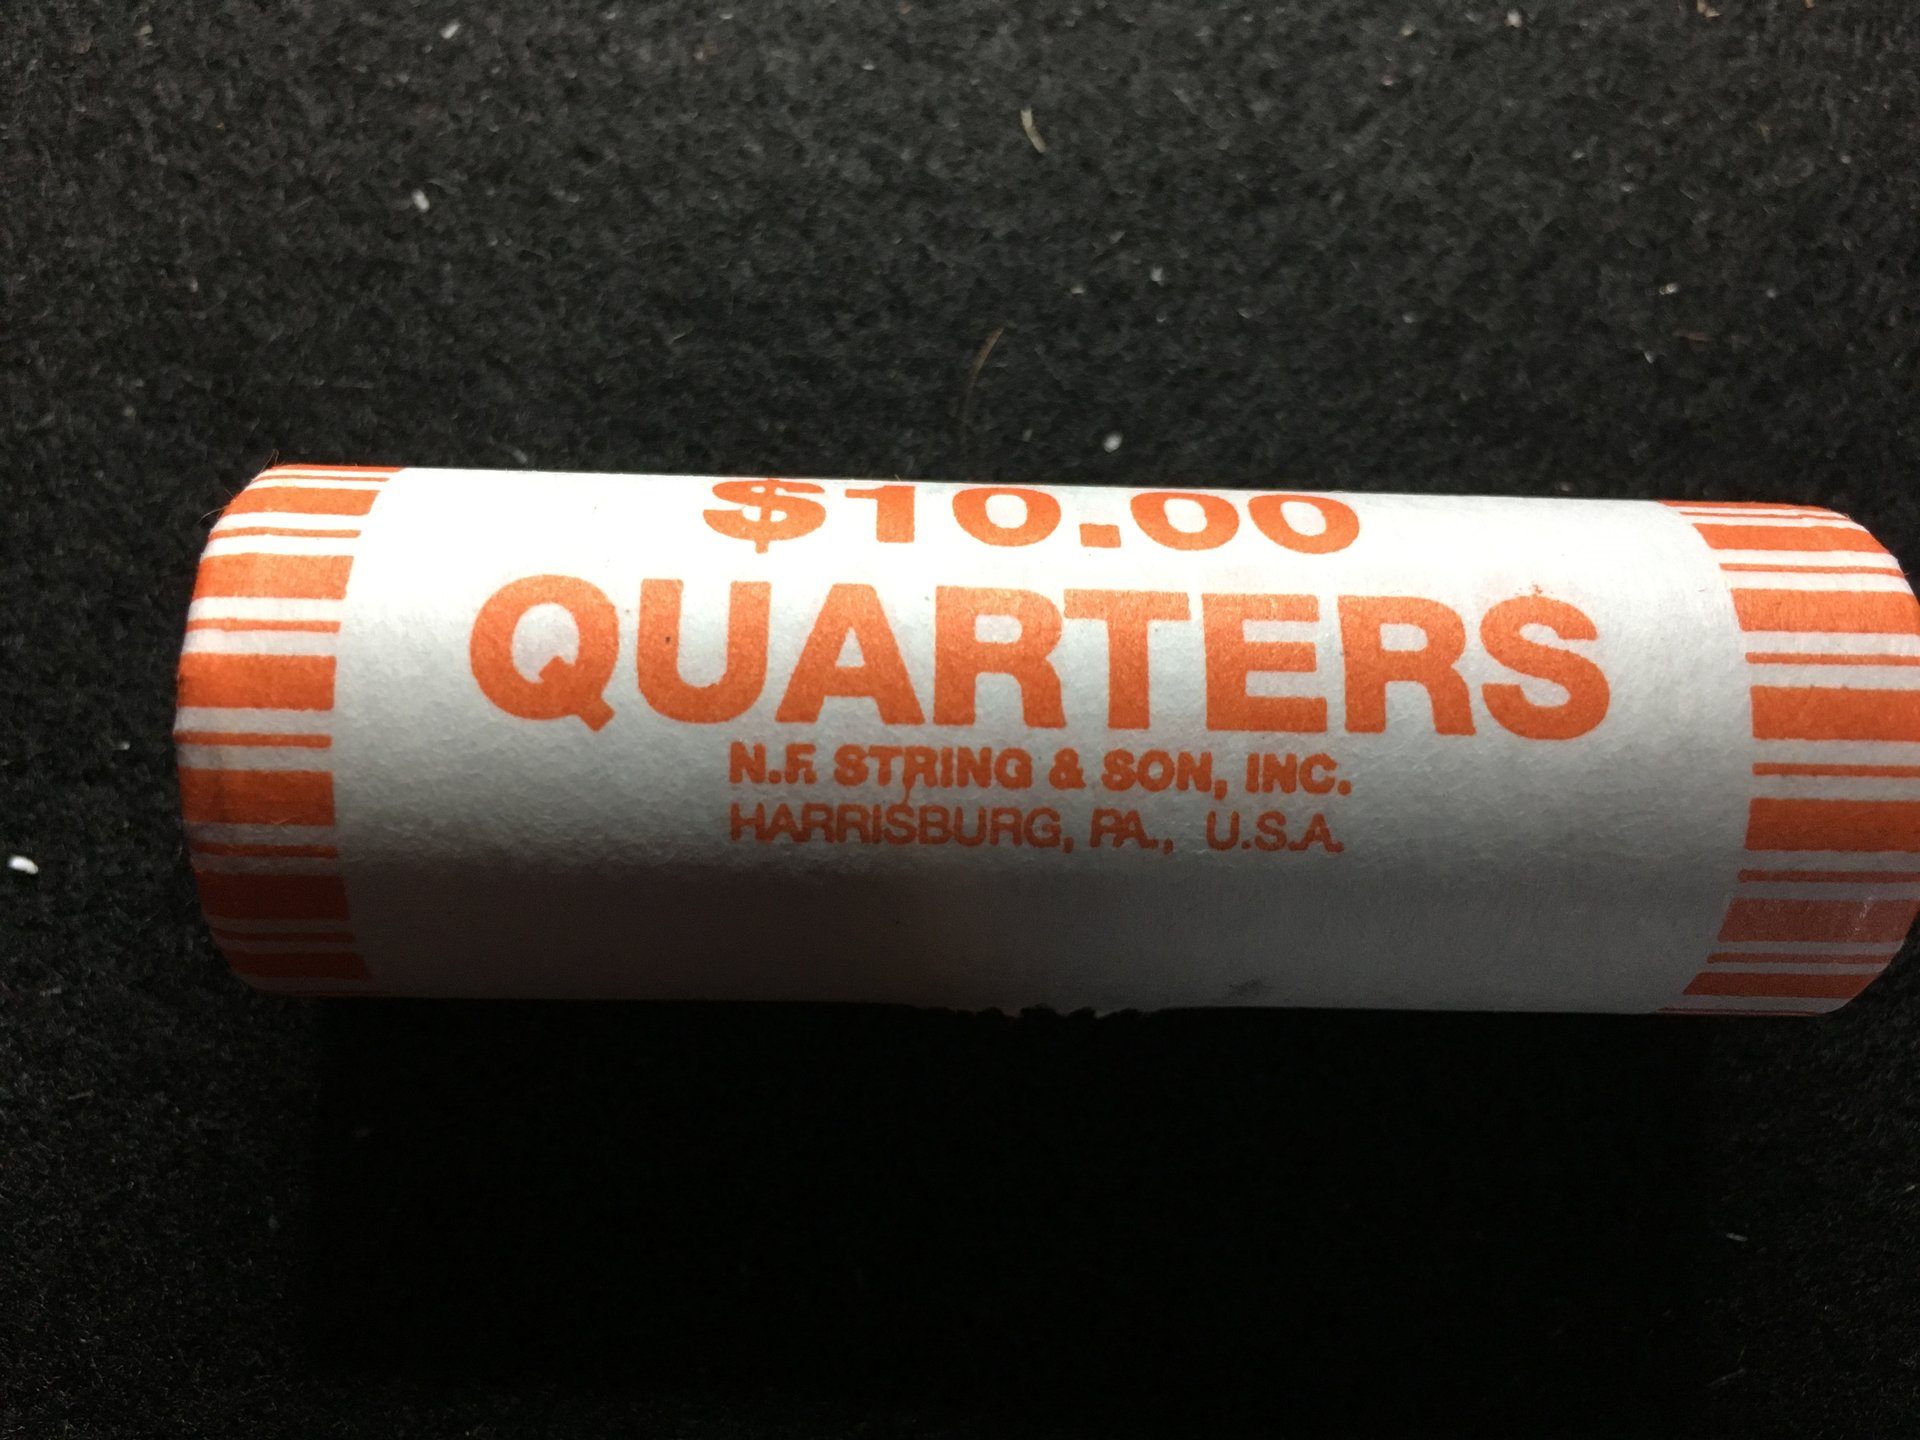 $10.00
QUARTERS
N.F. STRING & SON, INC.
HARRISBURG, PA., U.S.A.